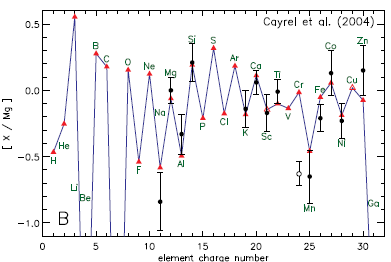 Cayrel et al. (2004)
[ X / Mg ]
0.5
0.0
−0.5
−1.0
H
He
Li
Be
B
C
O
F
Ne
Na
Mg
Al
Si
P
S
Cl
Ar
K
Ca
Sc
Ti
V
Cr
Mn
Fe
Co
Ni
Cu
Zn
Ga
B
0 5 10 15 20 25 30
element charge number